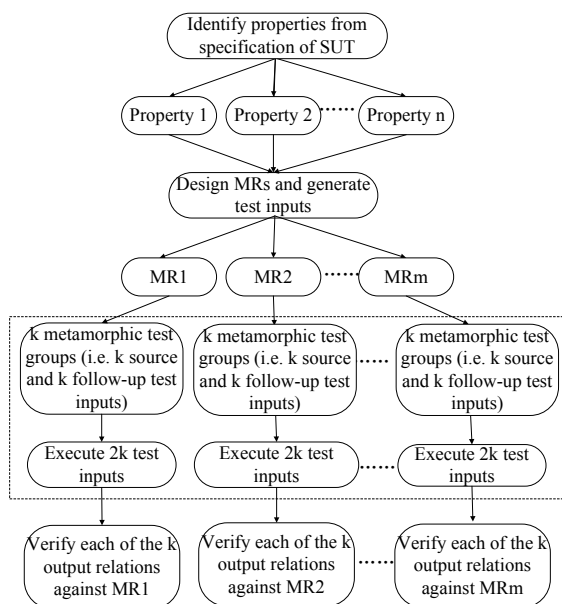 Identify properties from
specification of SUT
Property 1
Property 2
......
Property n
Design MRs and generate
test inputs
MR1
MR2
......
MRm
k metamorphic test
groups (i.e. k source
and k follow-up test
inputs)
k metamorphic test
groups (i.e. k source
and k follow-up test
inputs)
.....
k metamorphic test
groups (i.e. k source
and k follow-up test
inputs)
Execute 2k test
inputs
Execute 2k test
inputs
......
Execute 2k test
inputs
Verify each of the k
output relations
against MR1
Verify each of the k
output relations
against MR2
.....
Verify each of the k
output relations
against MRm